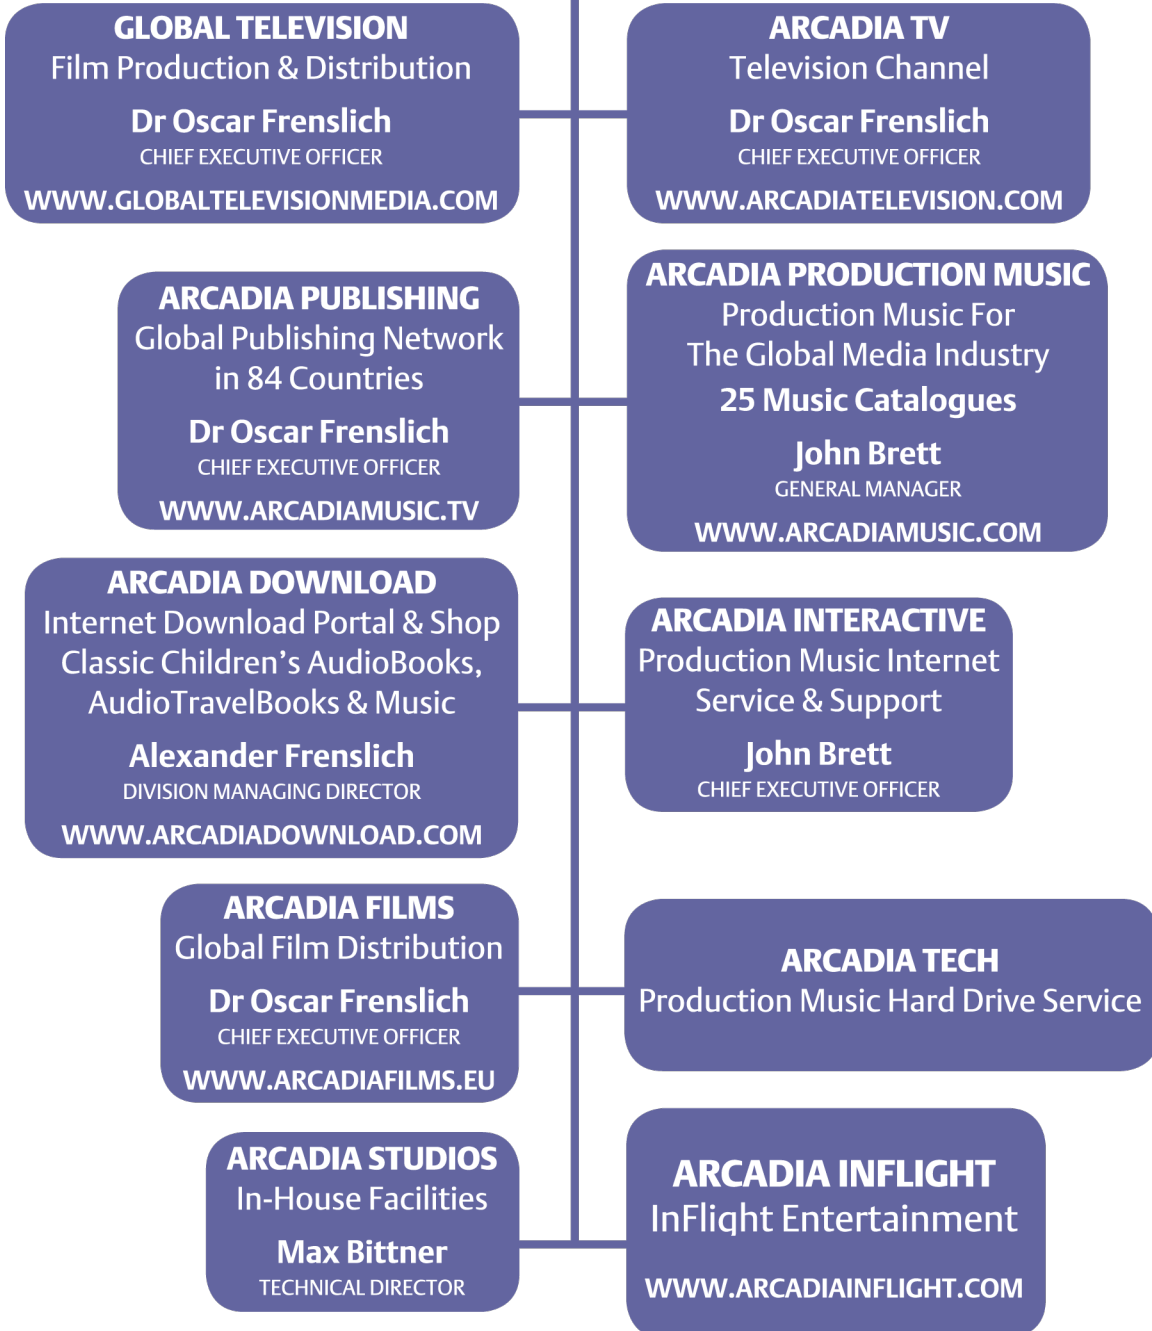 GLOBAL TELEVISION
Film Production & Distribution
Dr Oscar Frenslich
CHIEF EXECUTIVE OFFICER
WWW.GLOBALTELEVISIONMEDIA.COM
ARCADIA TV
Television Channel
Dr Oscar Frenslich
CHIEF EXECUTIVE OFFICER
WWW.ARCADIATELEVISION.COM
ARCADIA PUBLISHING
Global Publishing Network
in 84 Countries
Dr Oscar Frenslich
CHIEF EXECUTIVE OFFICER
WWW.ARCADIAMUSIC.TV
ARCADIA PRODUCTION MUSIC
Production Music For
The Global Media Industry
25 Music Catalogues
John Brett
GENERAL MANAGER
WWW.ARCADIAMUSIC.COM
ARCADIA DOWNLOAD
Internet Download Portal & Shop
Classic Children’s AudioBooks,
AudioTravelBooks & Music
Alexander Frenslich
DIVISION MANAGING DIRECTOR
WWW.ARCADIADOWNLOAD.COM
ARCADIA INTERACTIVE
Production Music Internet
Service & Support
John Brett
CHIEF EXECUTIVE OFFICER
ARCADIA FILMS
Global Film Distribution
Dr Oscar Frenslich
CHIEF EXECUTIVE OFFICER
WWW.ARCADIAFILMS.EU
ARCADIA TECH
Production Music Hard Drive Service
ARCADIA STUDIOS
In-House Facilities
Max Bittner
TECHNICAL DIRECTOR
ARCADIA INFLIGHT
InFlight Entertainment
WWW.ARCADIAINFLIGHT.COM